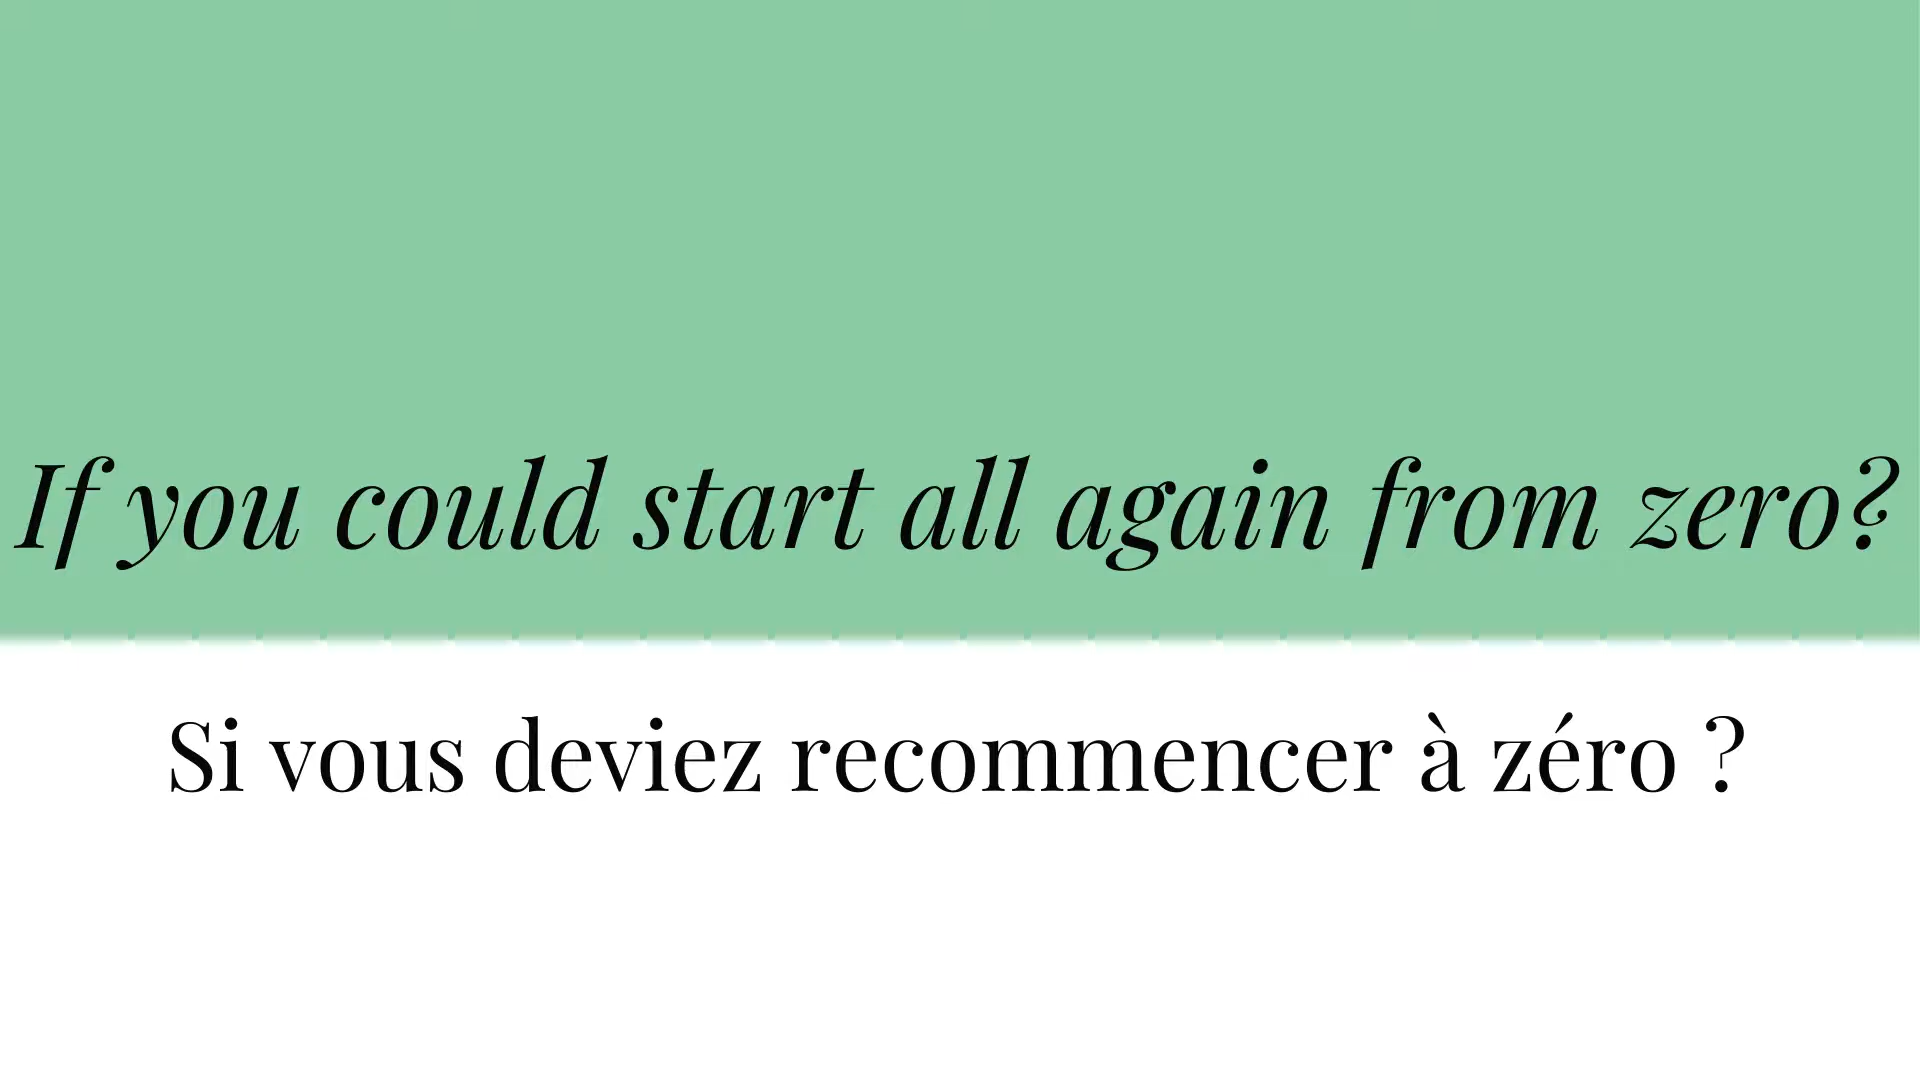 If you could start all again from zero?
Si vous deviez recommencer à zéro ?